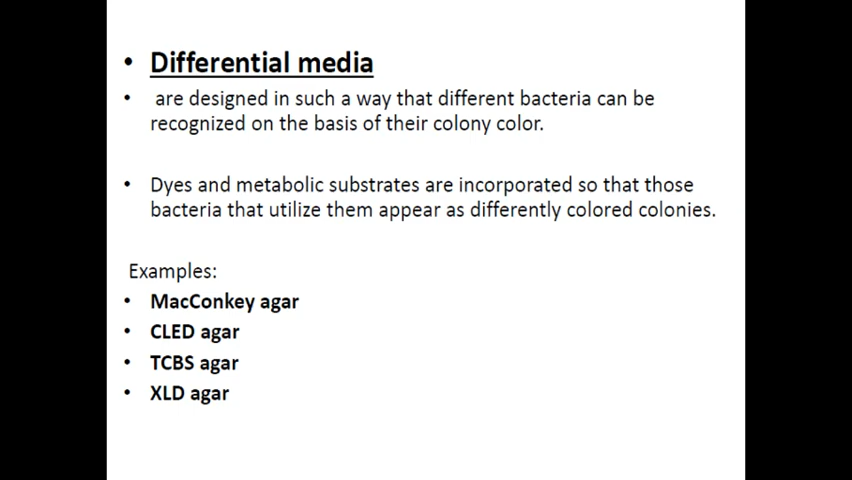 • Differential media
• are designed in such a way that different bacteria can be
recognized on the basis of their colony color.
• Dyes and metabolic substrates are incorporated so that those
bacteria that utilize them appear as differently colored colonies.
Examples:
• MacConkey agar
• CLED agar
• TCBS agar
• XLD agar